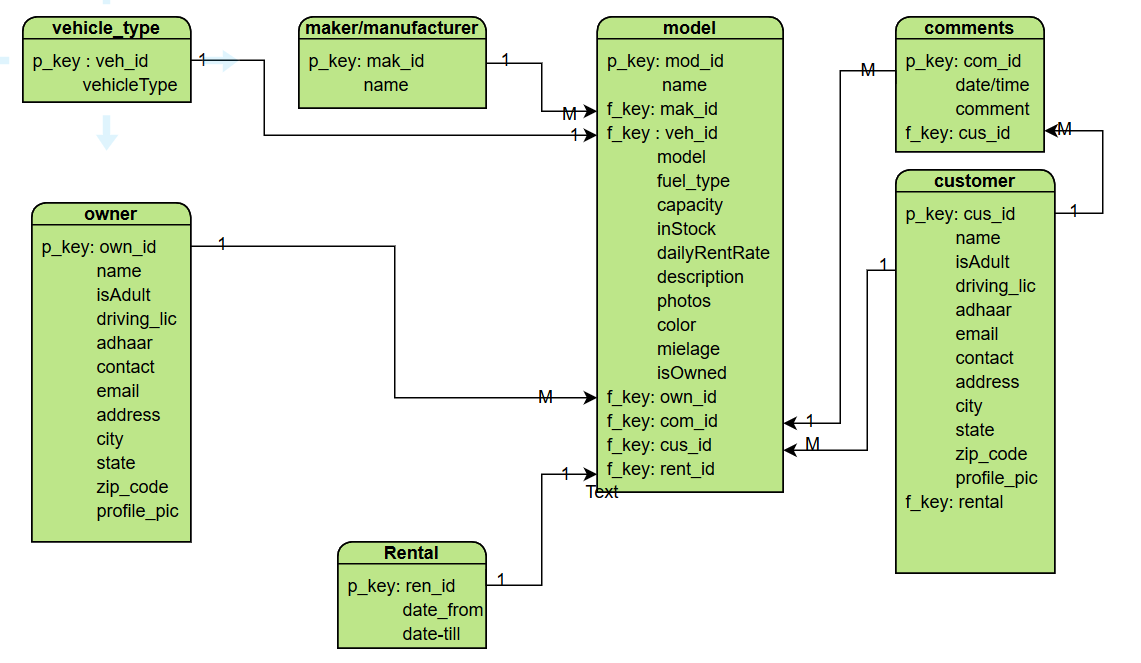 vehicle_type
p_key : veh_id
vehicleType
1
maker/manufacturer
p_key: mak_id
name
1
M
1
model
p_key: mod_id
name
f_key: mak_id
f_key : veh_id
model
fuel_type
capacity
inStock
dailyRentRate
description
photos
color
mielage
isOwned
f_key: own_id
f_key: com_id
f_key: cus_id
f_key: rent_id
Text
comments
p_key: com_id
date/time
comment
f_key: cus_id
M
M
customer
p_key: cus_id
name
isAdult
driving_lic
adhaar
email
contact
address
city
state
zip_code
profile_pic
f_key: rental
1
1
1
M
owner
p_key: own_id
name
isAdult
driving_lic
adhaar
contact
email
address
city
state
zip_code
profile_pic
1
M
Rental
p_key: ren_id
date_from
date-till
1
1